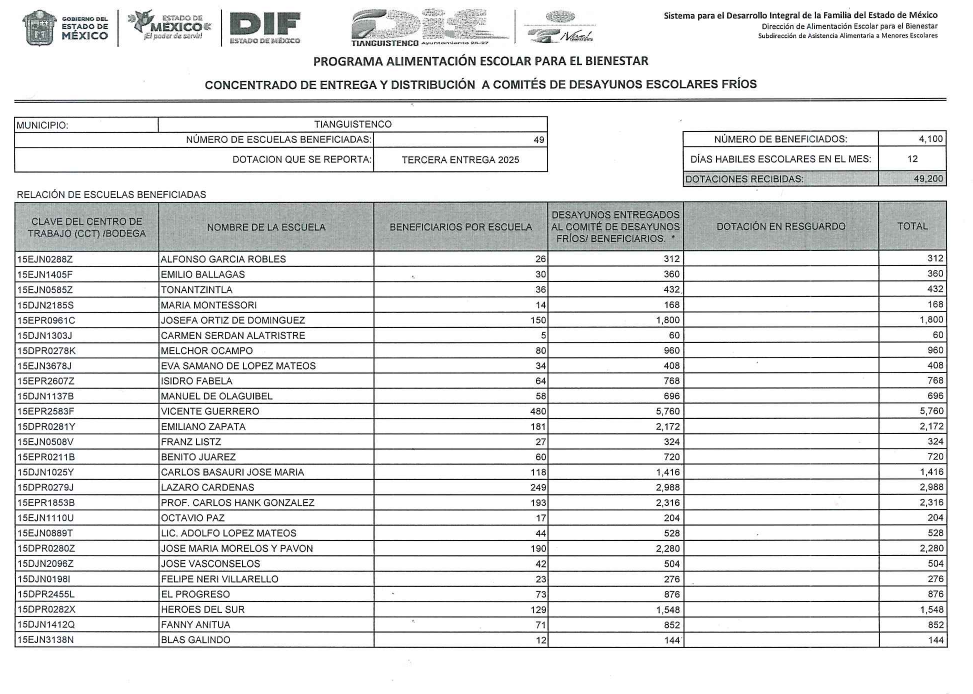 GOBIERNO DEL
ESTADO DE
MÉXICO
ESTADO DE
MÉXICO
¡El poder de servir!
DIF
ESTADO DE MÉXICO
TIANGUISTENCO Ayuntamiento 25-27
Sistema para el Desarrollo Integral de la Familia del Estado de México
Dirección de Alimentación Escolar para el Bienestar
Subdirección de Asistencia Alimentaria a Menores Escolares
PROGRAMA ALIMENTACIÓN ESCOLAR PARA EL BIENESTAR
CONCENTRADO DE ENTREGA Y DISTRIBUCIÓN A COMITÉS DE DESAYUNOS ESCOLARES FRÍOS
MUNICIPIO: TIANGUISTENCO
NÚMERO DE ESCUELAS BENEFICIADAS: 49
DOTACION QUE SE REPORTA: TERCERA ENTREGA 2025
NÚMERO DE BENEFICIADOS: 4,100
DÍAS HABILES ESCOLARES EN EL MES: 12
DOTACIONES RECIBIDAS: 49,200
RELACIÓN DE ESCUELAS BENEFICIADAS
CLAVE DEL CENTRO DE TRABAJO (CCT) /BODEGA NOMBRE DE LA ESCUELA BENEFICIARIOS POR ESCUELA DESAYUNOS ENTREGADOS AL COMITÉ DE DESAYUNOS FRÍOS/ BENEFICIARIOS. * DOTACIÓN EN RESGUARDO TOTAL
15EJN0288Z ALFONSO GARCIA ROBLES 26 312 312
15EJN1405F EMILIO BALLAGAS 30 360 360
15EJN0585Z TONANTZINTLA 36 432 432
15DJN2185S MARIA MONTESSORI 14 168 168
15EPR0961C JOSEFA ORTIZ DE DOMINGUEZ 150 1,800 1,800
15DJN1303J CARMEN SERDAN ALATRISTRE 5 60 60
15DPR0278K MELCHOR OCAMPO 80 960 960
15EJN3678J EVA SAMANO DE LOPEZ MATEOS 34 408 408
15EPR2607Z ISIDRO FABELA 64 768 768
15DJN1137B MANUEL DE OLAGUIBEL 58 696 696
15EPR2583F VICENTE GUERRERO 480 5,760 5,760
15DPR0281Y EMILIANO ZAPATA 181 2,172 2,172
15EJN0508V FRANZ LISTZ 27 324 324
15EPR0211B BENITO JUAREZ 60 720 720
15DJN1025Y CARLOS BASAURI JOSE MARIA 118 1,416 1,416
15DPR0279J LAZARO CARDENAS 249 2,988 2,988
15EPR1853B PROF. CARLOS HANK GONZALEZ 193 2,316 2,316
15EJN1110U OCTAVIO PAZ 17 204 204
15EJN0889T LIC. ADOLFO LOPEZ MATEOS 44 528 528
15DPR0280Z JOSE MARIA MORELOS Y PAVON 190 2,280 2,280
15DJN2096Z JOSE VASCONSELOS 42 504 504
15DJN0198I FELIPE NERI VILLARELLO 23 276 276
15DPR2455L EL PROGRESO 73 876 876
15DPR0282X HEROES DEL SUR 129 1,548 1,548
15DJN1412Q FANNY ANITUA 71 852 852
15EJN3138N BLAS GALINDO 12 144 144